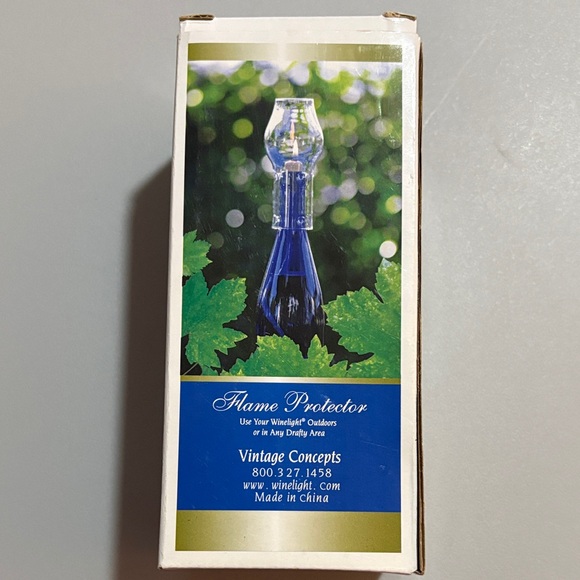 Flame Protector
Use Your Winelight® Outdoors
or in Any Drafty Area
Vintage Concepts
800.327.1458
www.winelight.com
Made in China